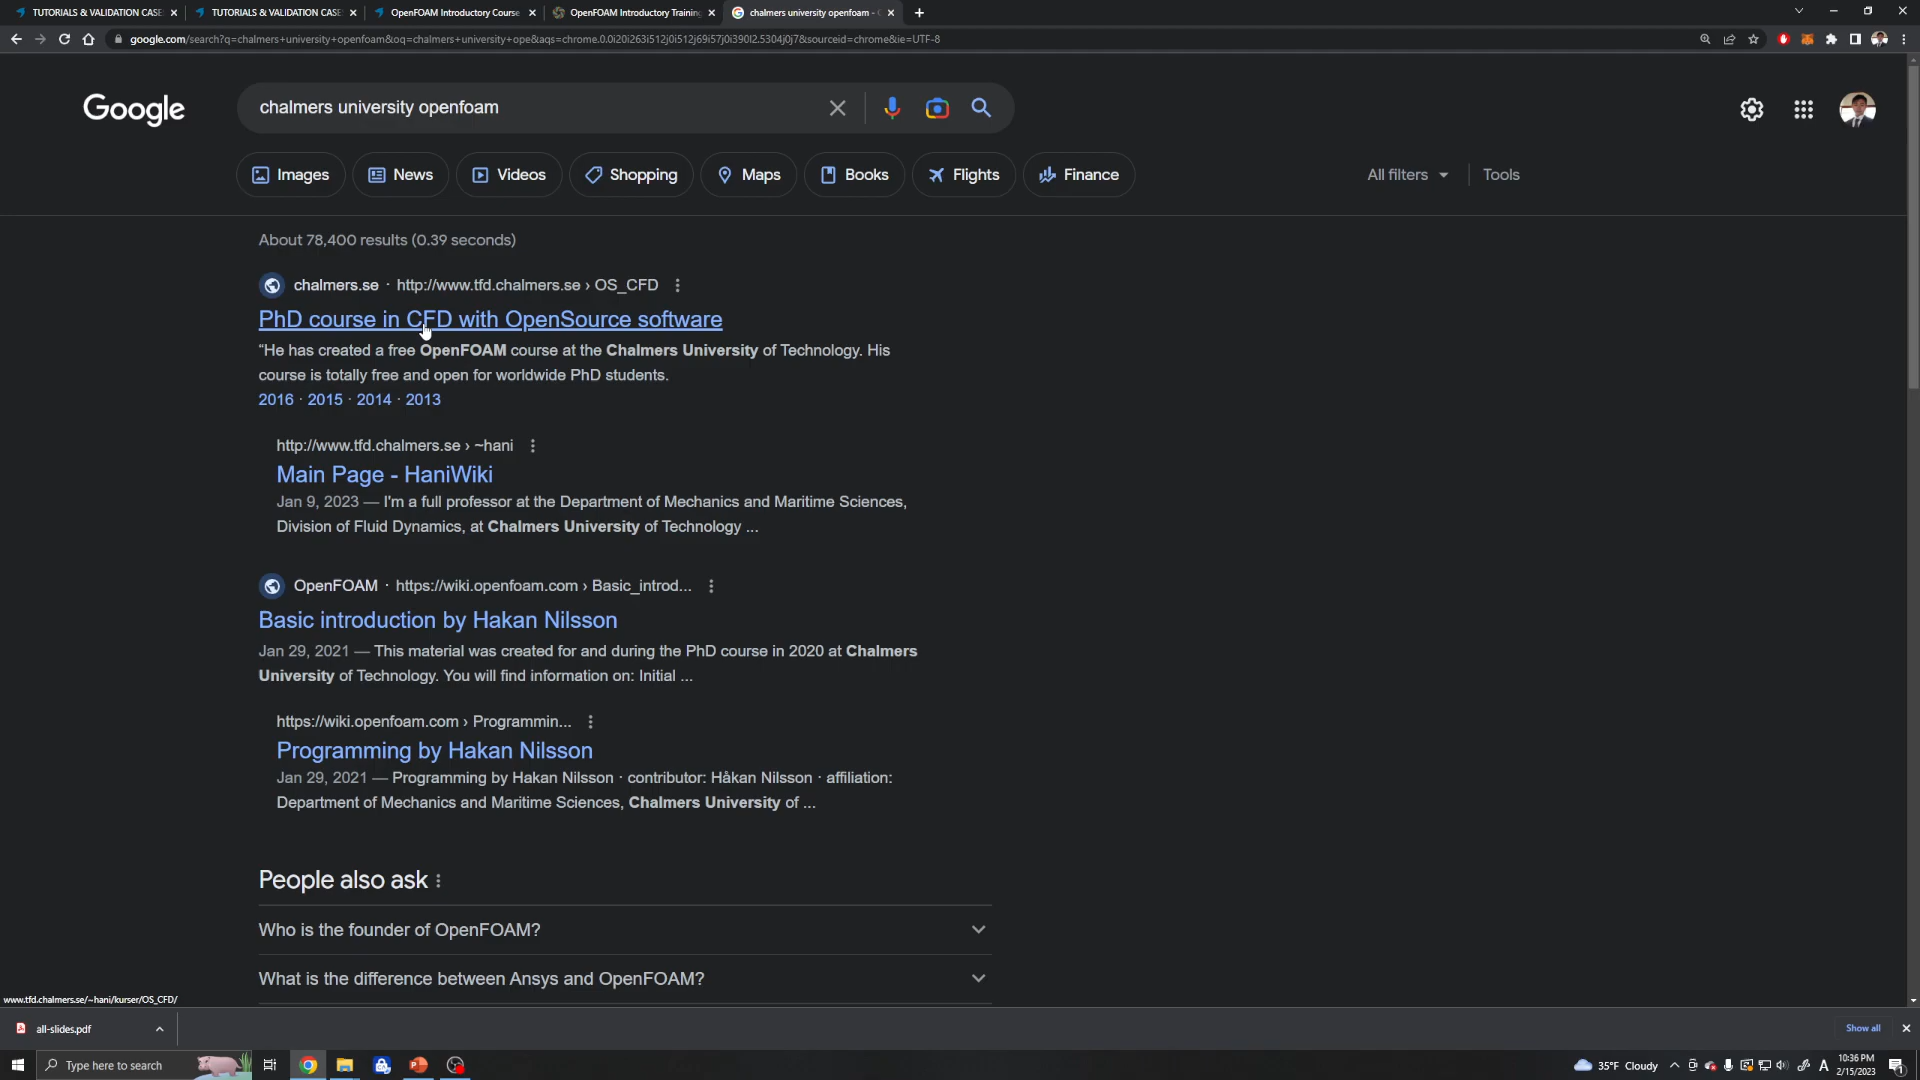 TUTORIALS & VALIDATION CASE
TUTORIALS & VALIDATION CASE
OpenFOAM Introductory Course
OpenFOAM Introductory Training
chalmers university openfoam -
google.com/search?q=chalmers+university+openfoam&oq=chalmers+university+ope&aqs=chrome.0.0i20i263i512j0i512j69i57j0i390l2.5304j0j7&sourceid=chrome&ie=UTF-8
Google
chalmers university openfoam
Images
News
Videos
Shopping
Maps
Books
Flights
Finance
All filters
Tools
About 78,400 results (0.39 seconds)
chalmers.se · http://www.tfd.chalmers.se › OS_CFD
PhD course in CFD with OpenSource software
“He has created a free OpenFOAM course at the Chalmers University of Technology. His
course is totally free and open for worldwide PhD students.
2016 · 2015 · 2014 · 2013
http://www.tfd.chalmers.se › ~hani
Main Page - HaniWiki
Jan 9, 2023 — I'm a full professor at the Department of Mechanics and Maritime Sciences,
Division of Fluid Dynamics, at Chalmers University of Technology ...
OpenFOAM · https://wiki.openfoam.com › Basic_introd...
Basic introduction by Hakan Nilsson
Jan 29, 2021 — This material was created for and during the PhD course in 2020 at Chalmers
University of Technology. You will find information on: Initial ...
https://wiki.openfoam.com › Programmin...
Programming by Hakan Nilsson
Jan 29, 2021 — Programming by Hakan Nilsson · contributor: Håkan Nilsson · affiliation:
Department of Mechanics and Maritime Sciences, Chalmers University of ...
People also ask
Who is the founder of OpenFOAM?
What is the difference between Ansys and OpenFOAM?
www.tfd.chalmers.se/~hani/kurser/OS_CFD/
all-slides.pdf
Show all
Type here to search
35°F Cloudy
A
10:36 PM
2/15/2023
1